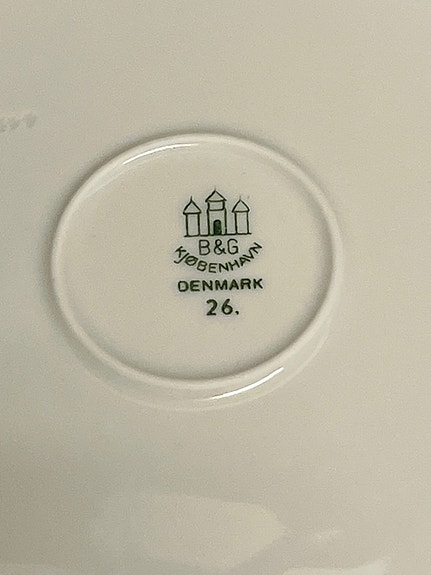 B&G
KJØBENHAVN
DENMARK
26.